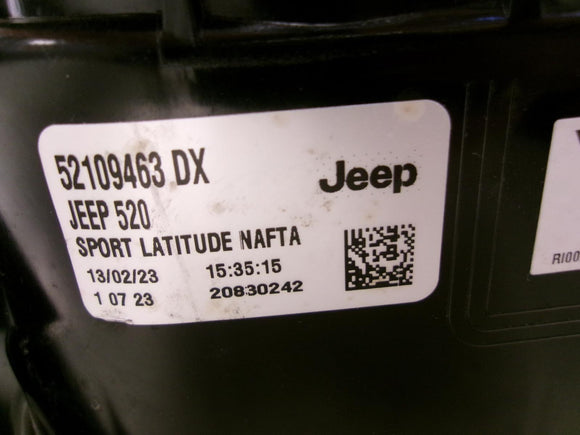 52109463 DX
Jeep
JEEP 520
SPORT LATITUDE NAFTA
13/02/23 15:35:15
1 07 23 20830242
RI00